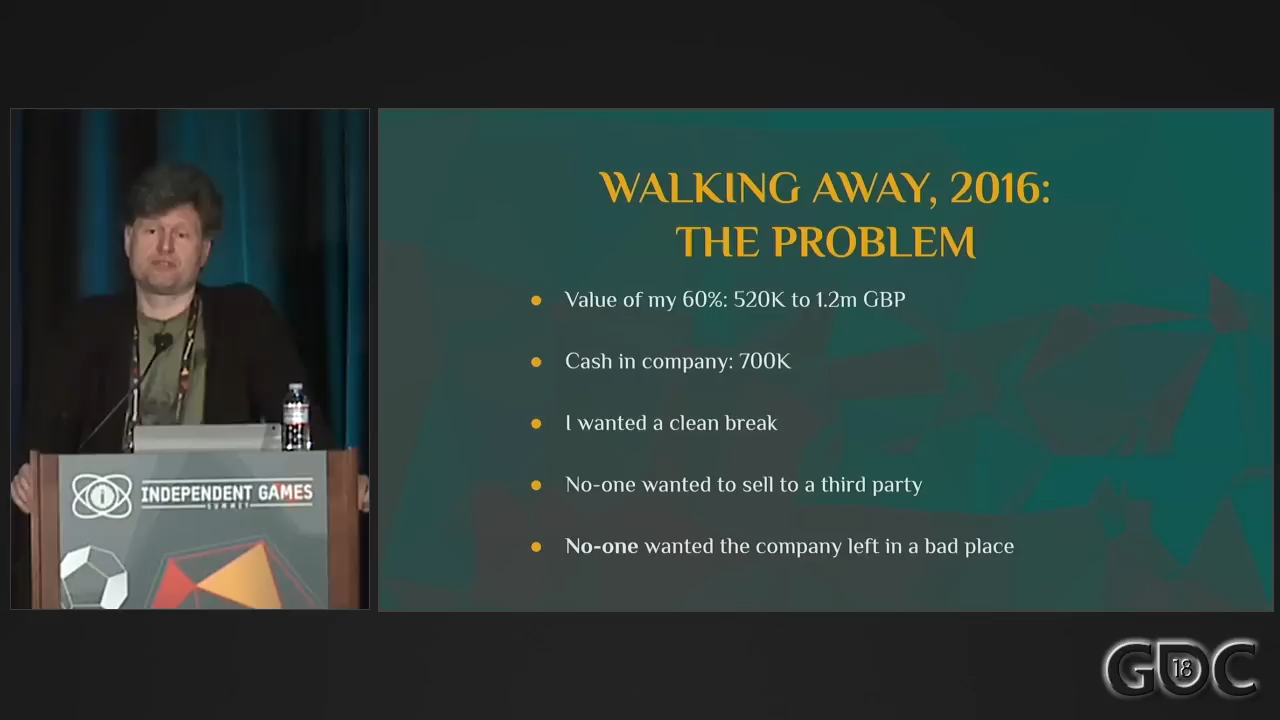 WALKING AWAY, 2016:
THE PROBLEM
Value of my 60%: 520K to 1.2m GBP
Cash in company: 700K
I wanted a clean break
No-one wanted to sell to a third party
No-one wanted the company left in a bad place
INDEPENDENT GAMES
SUMMIT
GDC
18